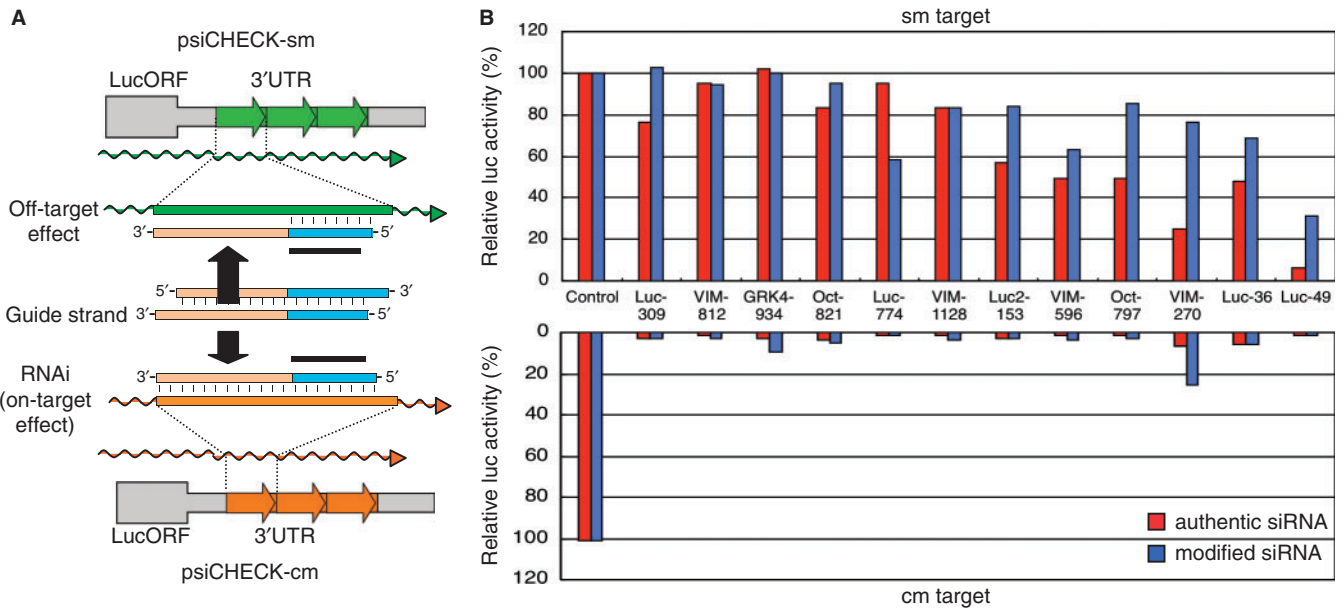 A
psiCHECK-sm
LucORF
3′UTR
Off-target
effect
3′-
-5′
5′-
-3′
Guide strand
3′-
-5′
RNAi
(on-target
effect)
3′-
-5′
LucORF
3′UTR
psiCHECK-cm
B
sm target
Relative luc activity (%)
120
100
80
60
40
20
0
Control
Luc-
309
VIM-
812
GRK4-
934
Oct-
821
Luc-
774
VIM-
1128
Luc2-
153
VIM-
596
Oct-
797
VIM-
270
Luc-36
Luc-49
Relative luc activity (%)
0
20
40
60
80
100
120
authentic siRNA
modified siRNA
cm target